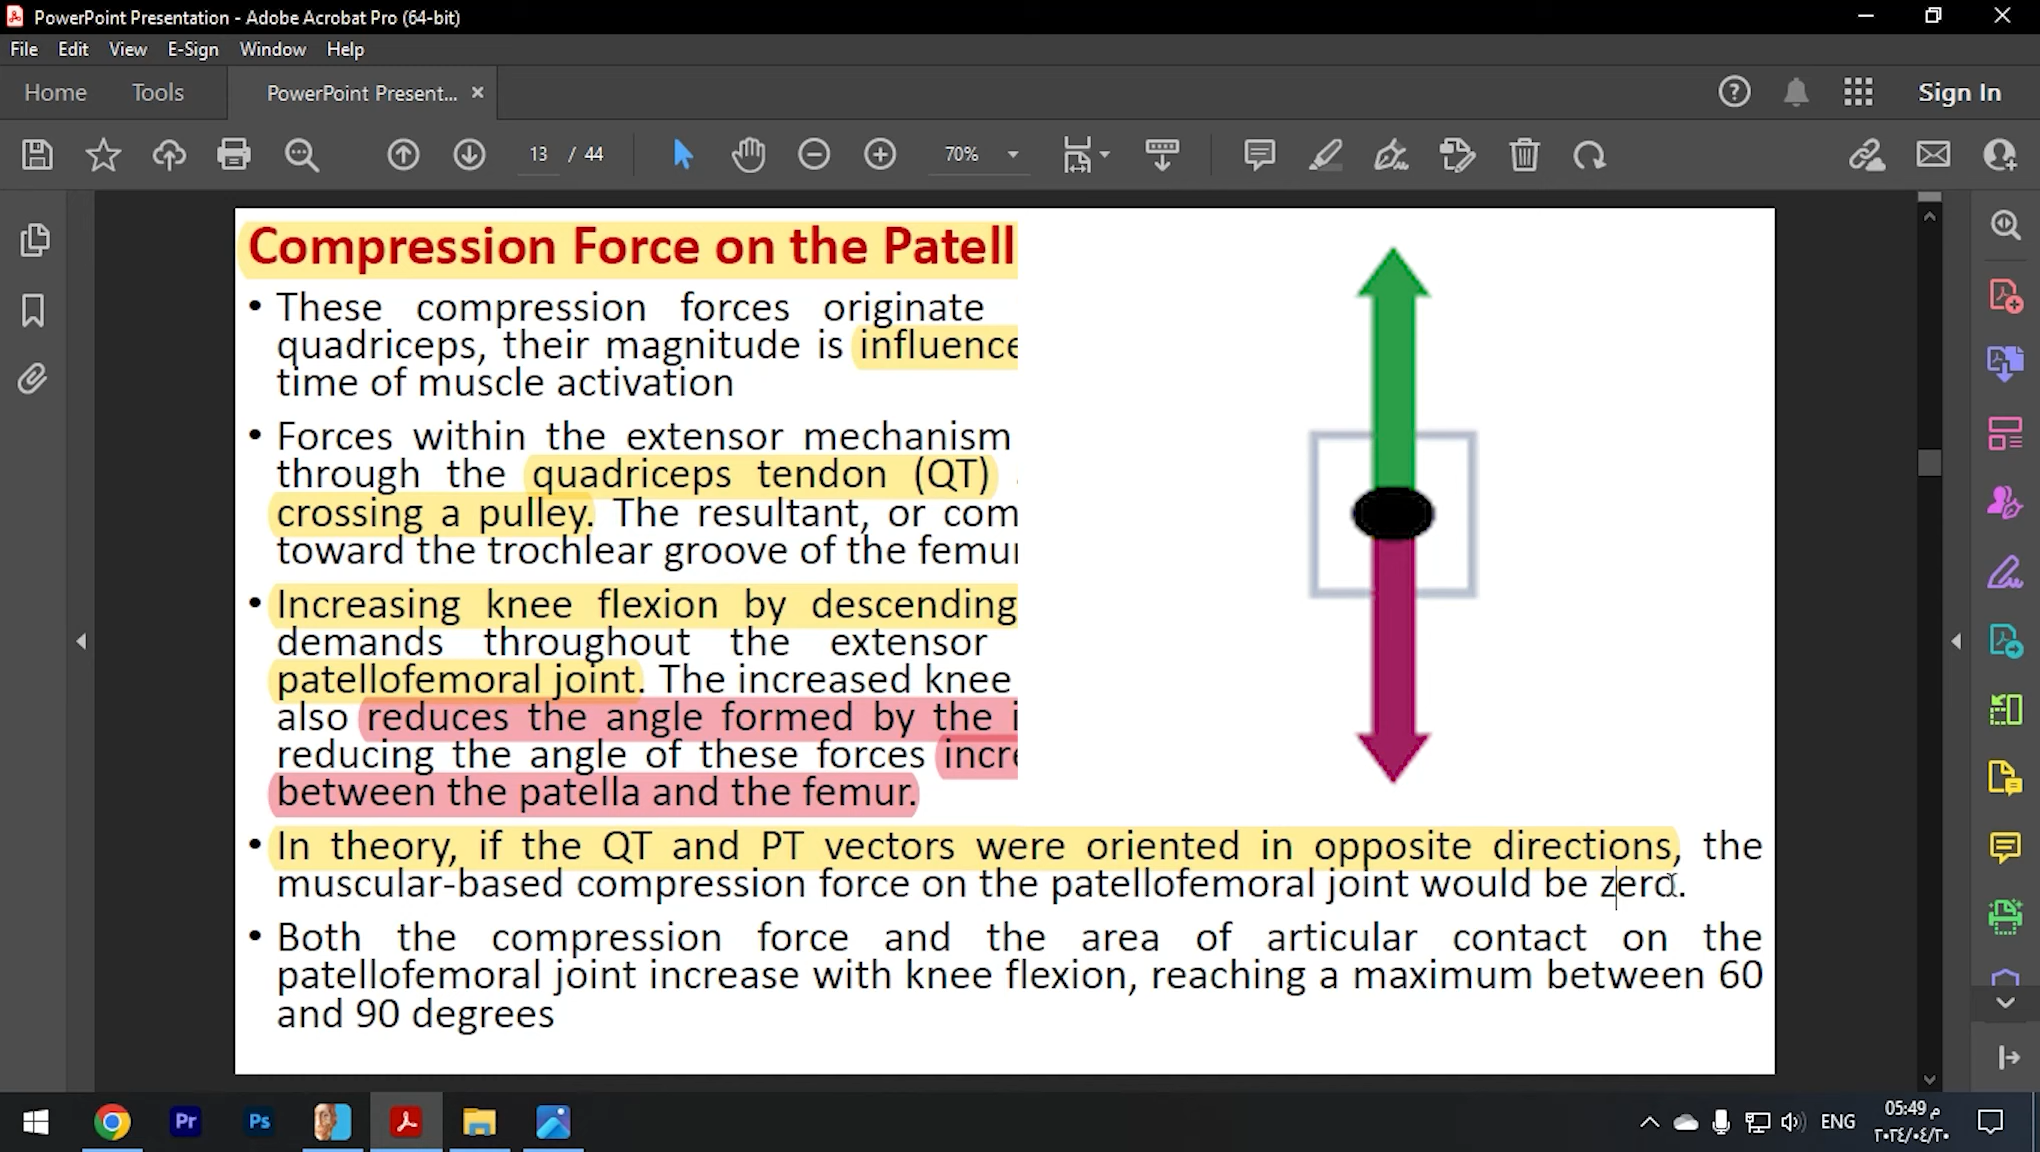 PowerPoint Presentation - Adobe Acrobat Pro (64-bit)
File Edit View E-Sign Window Help
Home Tools PowerPoint Present... Sign In
13 / 44 70%
Compression Force on the Patell
• These compression forces originate
quadriceps, their magnitude is influence
time of muscle activation
• Forces within the extensor mechanism
through the quadriceps tendon (QT)
crossing a pulley. The resultant, or com
toward the trochlear groove of the femur
• Increasing knee flexion by descending
demands throughout the extensor
patellofemoral joint. The increased knee
also reduces the angle formed by the i
reducing the angle of these forces incre
between the patella and the femur.
• In theory, if the QT and PT vectors were oriented in opposite directions, the
muscular-based compression force on the patellofemoral joint would be zero.
• Both the compression force and the area of articular contact on the
patellofemoral joint increase with knee flexion, reaching a maximum between 60
and 90 degrees
Pr Ps ENG
05:49 م
٢٠٢٤/٠٤/٢٠